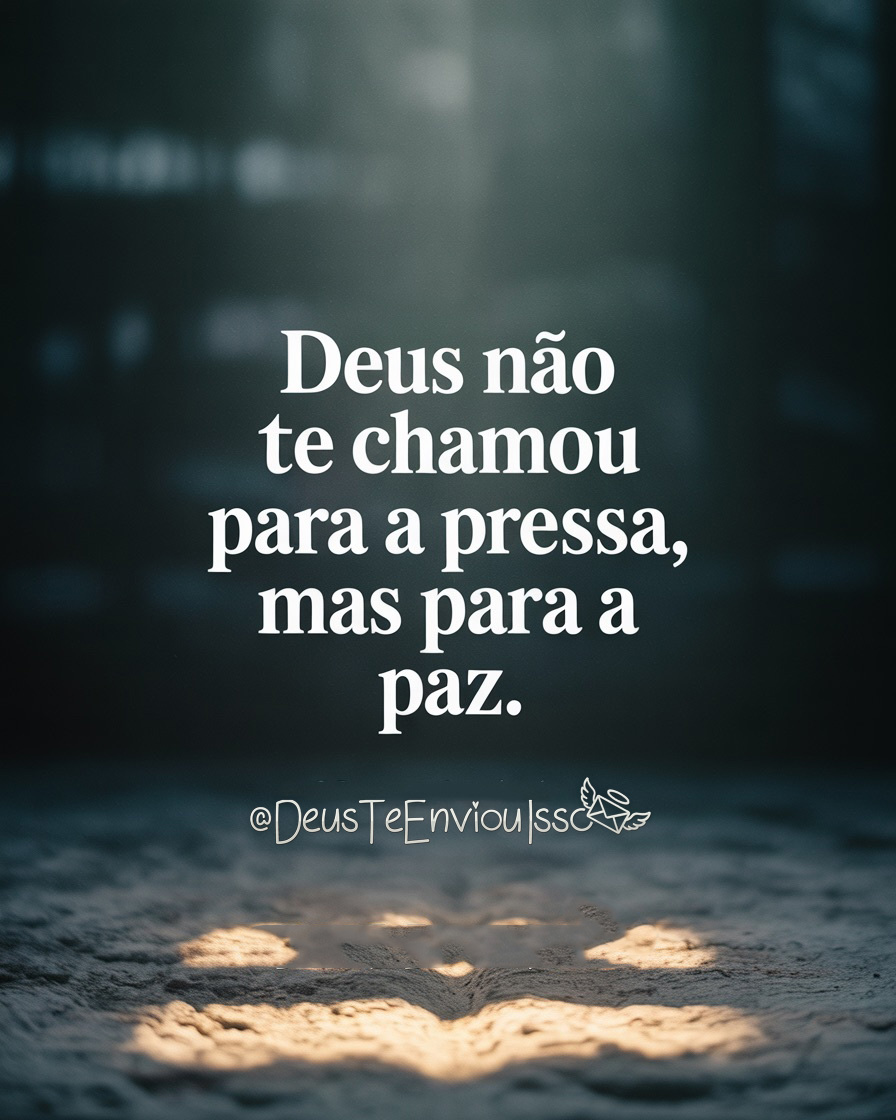 Deus não
te chamou
para a pressa,
mas para a
paz.
@DeusTeEnviouIsso